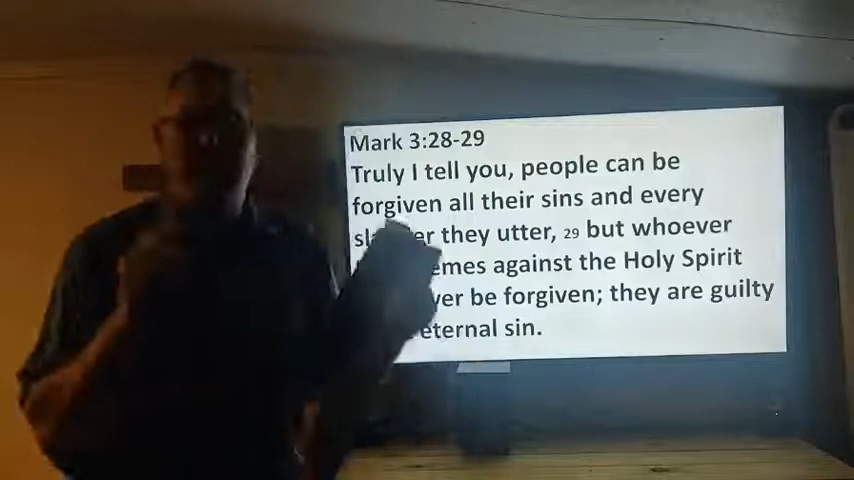 Mark 3:28-29
Truly I tell you, people can be
forgiven all their sins and every
they utter, 29 but whoever
against the Holy Spirit
be forgiven; they are guilty
eternal sin.